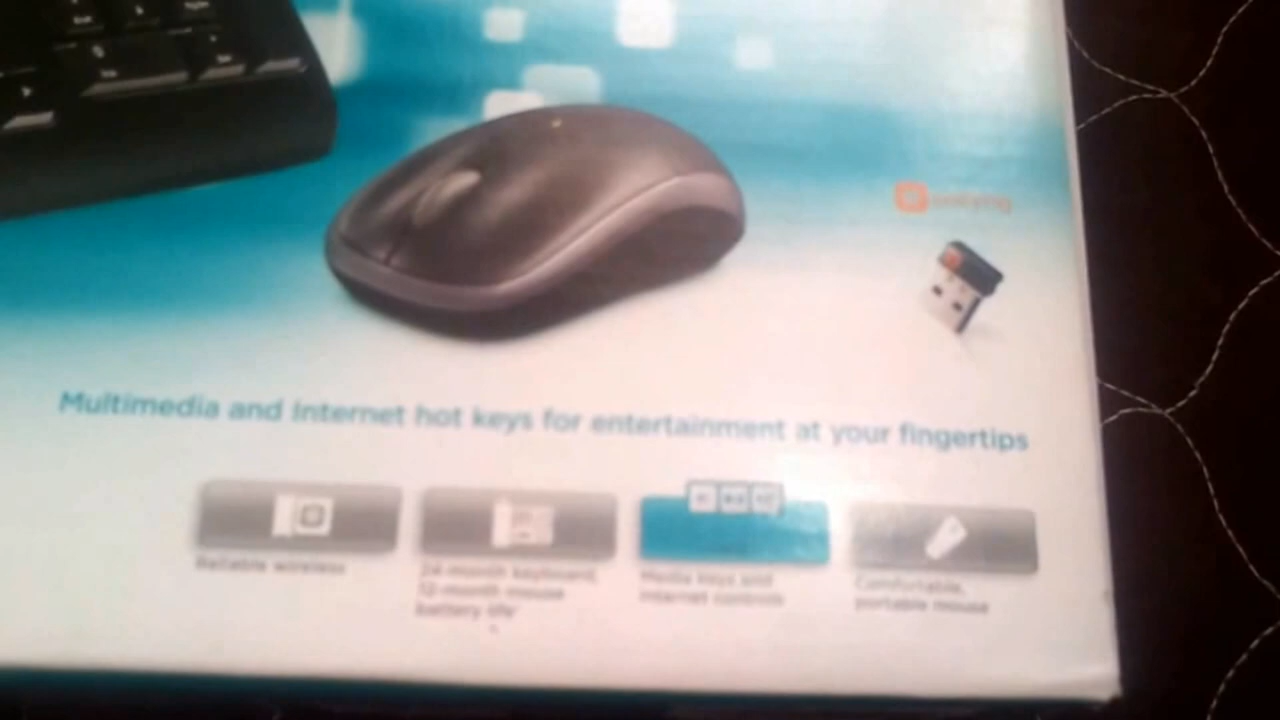 unifying
Multimedia and Internet hot keys for entertainment at your fingertips
Reliable wireless
24-month keyboard,
12-month mouse
battery life
Media keys and
Internet controls
Comfortable,
portable mouse